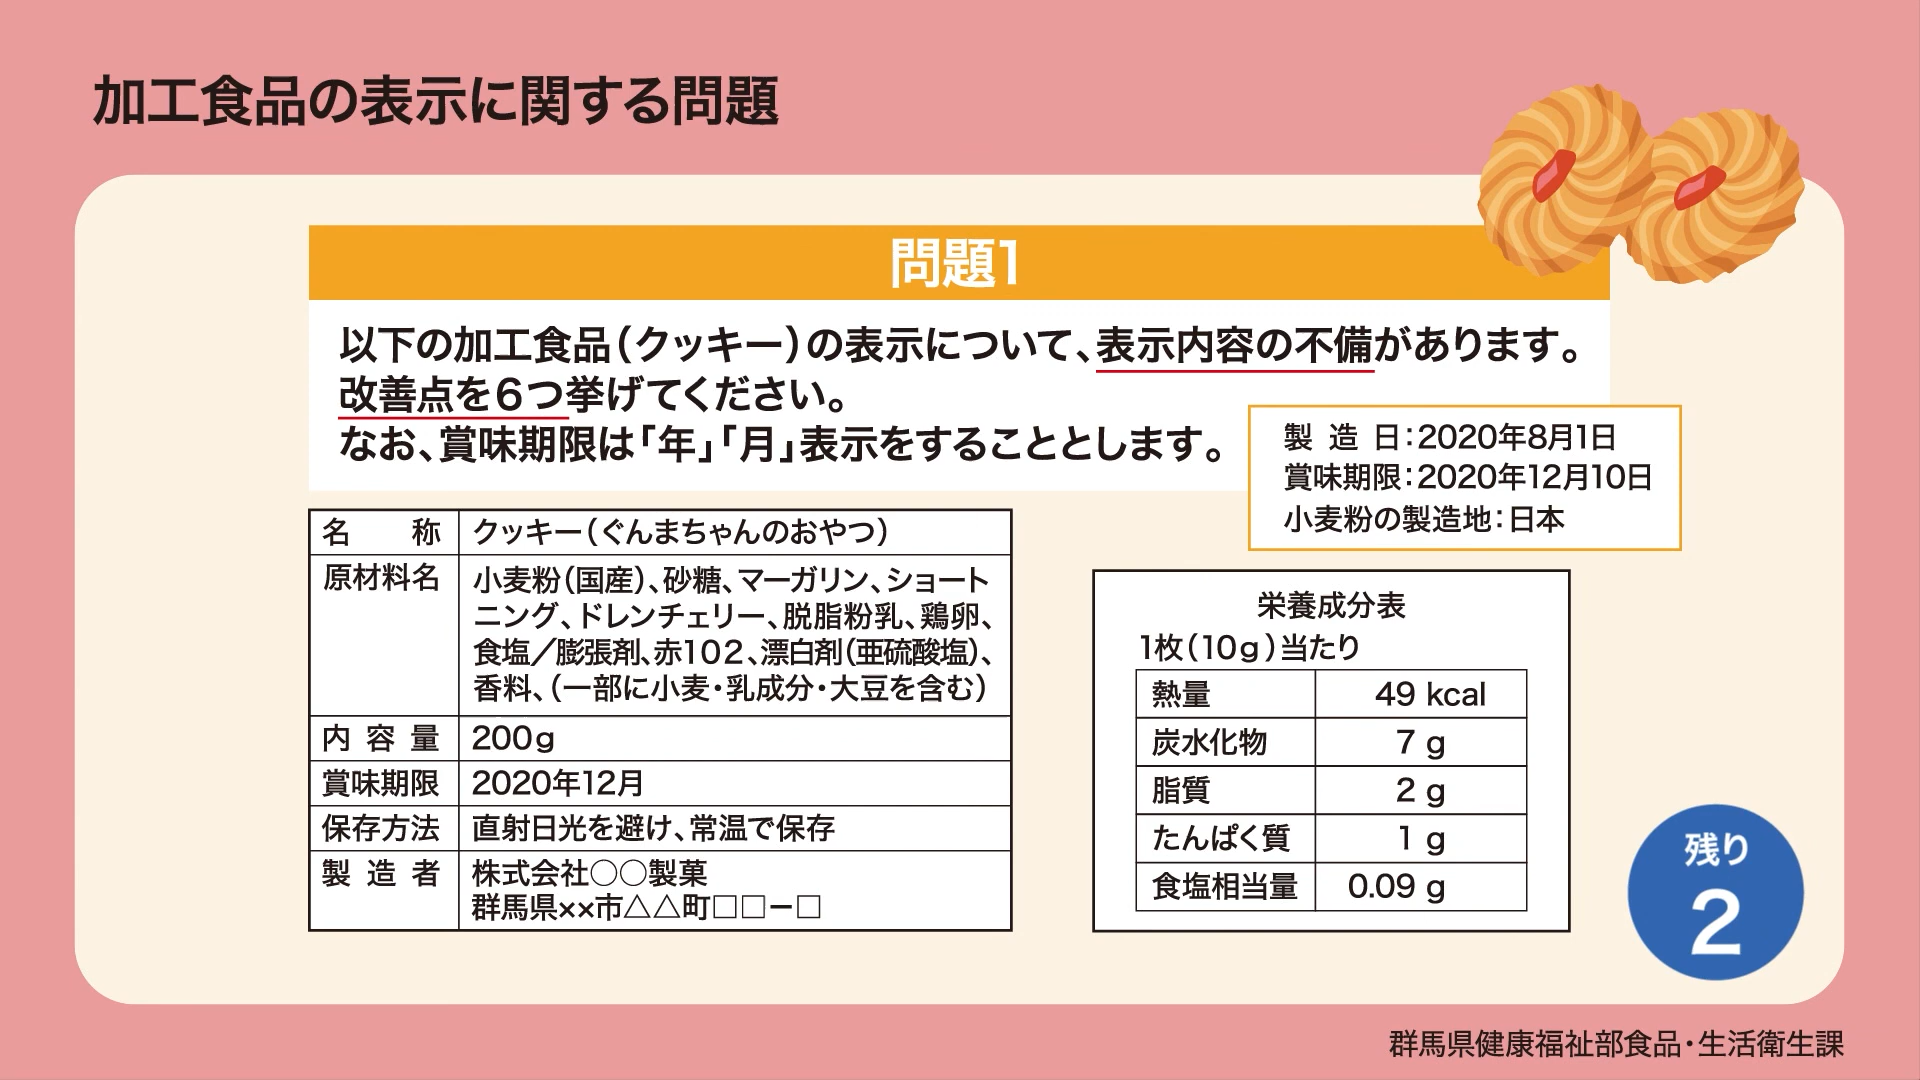 加工食品の表示に関する問題
問題1
以下の加工食品（クッキー）の表示について、表示内容の不備があります。
改善点を６つ挙げてください。
なお、賞味期限は「年」「月」表示をすることとします。
製 造 日：2020年8月1日
賞味期限：2020年12月10日
小麦粉の製造地：日本
名 称 クッキー（ぐんまちゃんのおやつ）
原材料名 小麦粉（国産）、砂糖、マーガリン、ショート
ニング、ドレンチェリー、脱脂粉乳、鶏卵、
食塩／膨張剤、赤１０２、漂白剤（亜硫酸塩）、
香料、（一部に小麦・乳成分・大豆を含む）
内 容 量 200ｇ
賞味期限 2020年12月
保存方法 直射日光を避け、常温で保存
製 造 者 株式会社○○製菓
群馬県××市△△町□□ー□
栄養成分表
1枚（10ｇ）当たり
熱量 49 kcal
炭水化物 7 g
脂質 2 g
たんぱく質 1 g
食塩相当量 0.09 g
残り
2
群馬県健康福祉部食品・生活衛生課